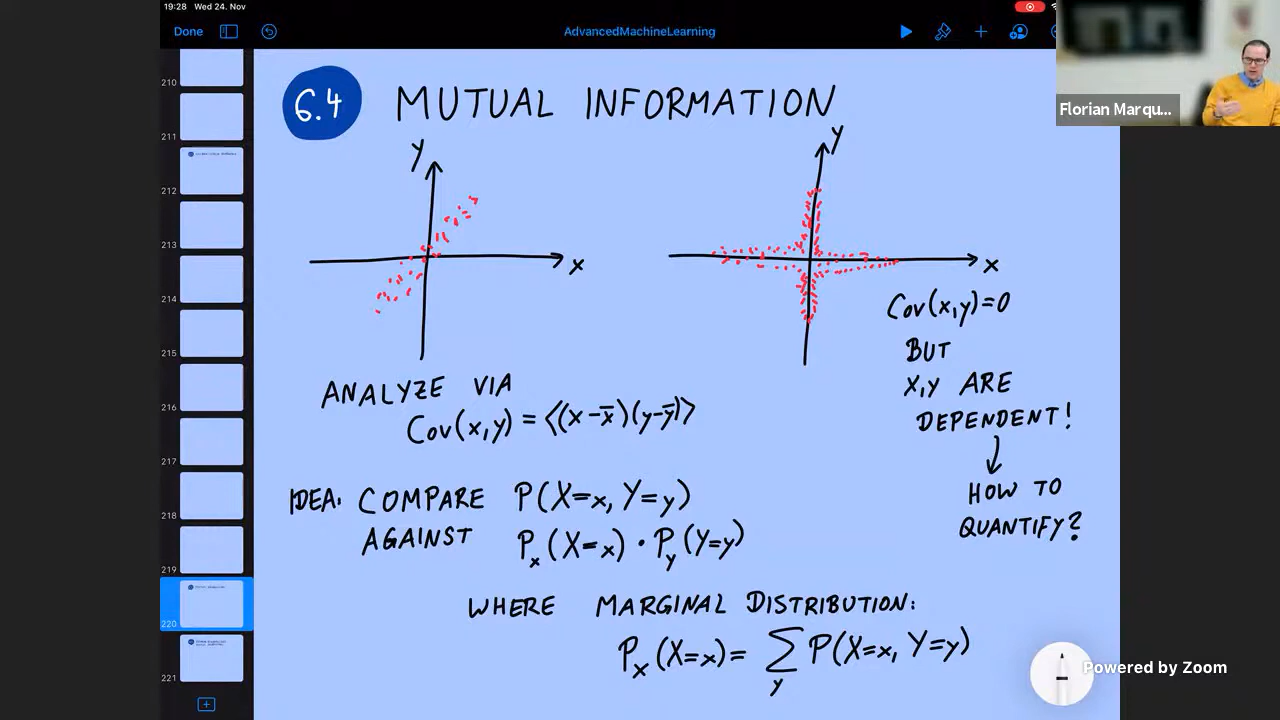 19:28 Wed 24. Nov
Done
AdvancedMachineLearning
Florian Marqu...
210
211
212
213
214
215
216
217
218
219
220
221
6.4 MUTUAL INFORMATION
y
x
y
x
ANALYZE VIA
Cov(x,y) = ⟨(x-x̄)(y-ȳ)⟩
Cov(x,y)=0
BUT
x,y ARE
DEPENDENT!
HOW TO
QUANTIFY?
IDEA: COMPARE P(X=x, Y=y)
AGAINST Pₓ(X=x) · P_y(Y=y)
WHERE MARGINAL DISTRIBUTION:
Pₓ(X=x) = ∑_y P(X=x, Y=y)
Powered by Zoom